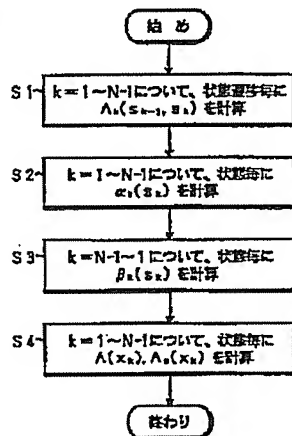 始め
S1 k=1~N-1について、状態遷移毎に
Λk(sk-1, sk) を計算
S2 k=1~N-1について、状態毎に
αk(sk) を計算
S3 k=N-1~1について、状態毎に
βk(sk) を計算
S4 k=1~N-1について、状態毎に
Λ(xk), Λe(xk) を計算
終わり